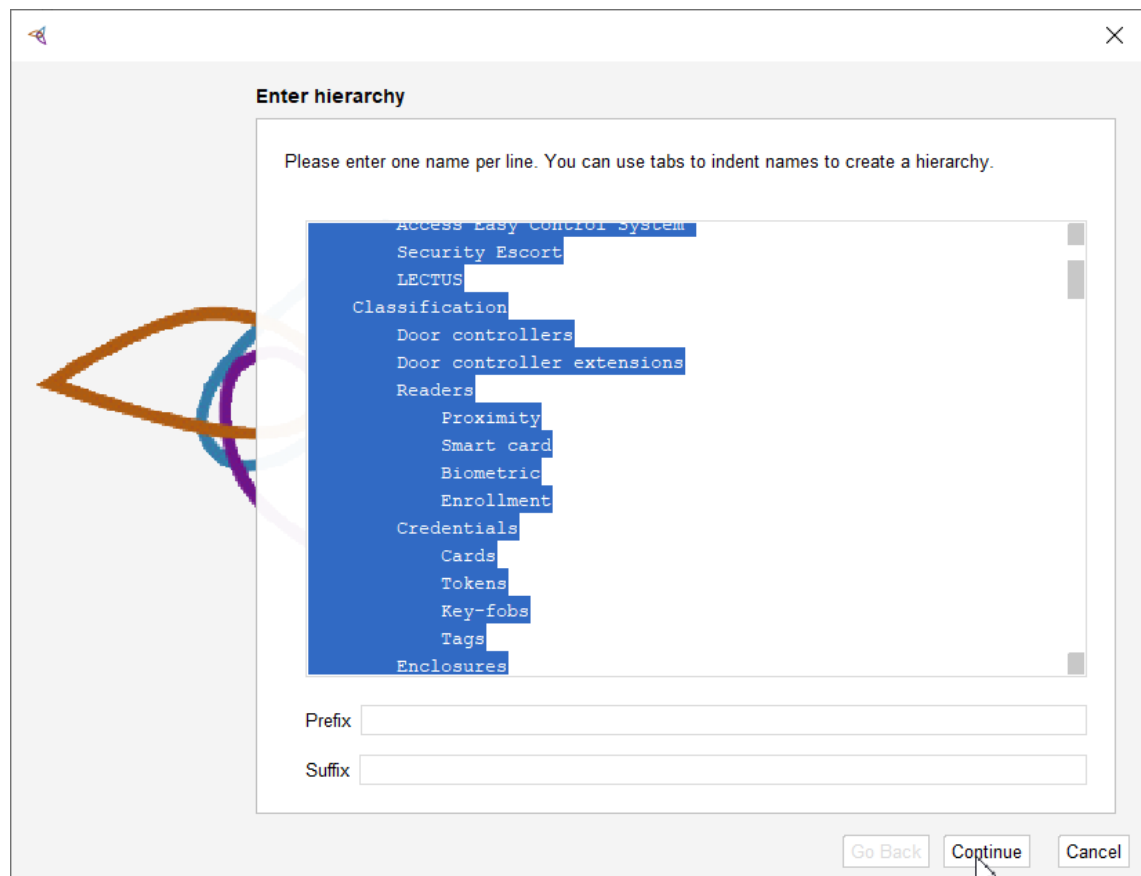 Enter hierarchy
Please enter one name per line. You can use tabs to indent names to create a hierarchy.
Access Easy Control System
Security Escort
LECTUS
Classification
Door controllers
Door controller extensions
Readers
Proximity
Smart card
Biometric
Enrollment
Credentials
Cards
Tokens
Key-fobs
Tags
Enclosures
Prefix
Suffix
Go Back
Continue
Cancel